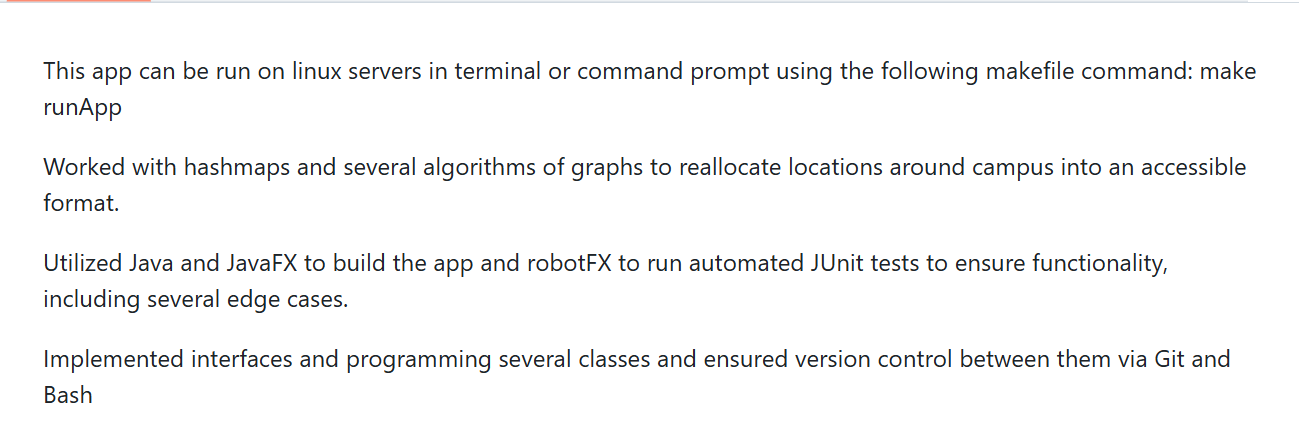 This app can be run on linux servers in terminal or command prompt using the following makefile command: make
runApp
Worked with hashmaps and several algorithms of graphs to reallocate locations around campus into an accessible
format.
Utilized Java and JavaFX to build the app and robotFX to run automated JUnit tests to ensure functionality,
including several edge cases.
Implemented interfaces and programming several classes and ensured version control between them via Git and
Bash